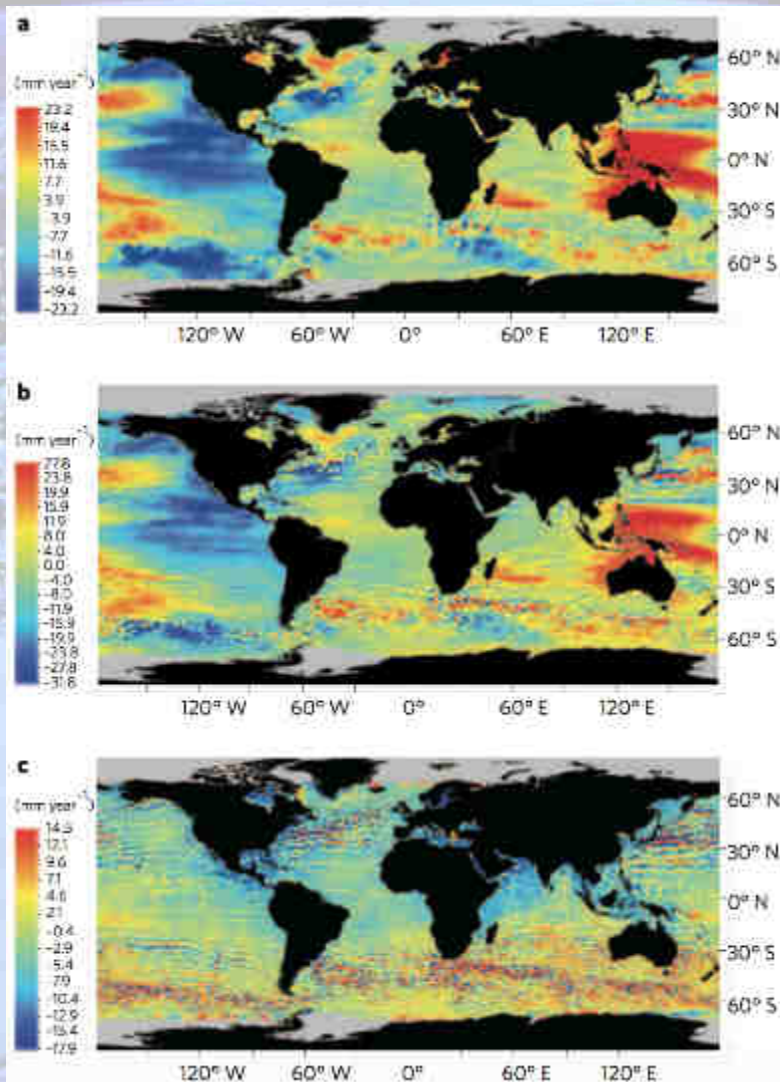 a
(mm year⁻¹)
23.2
19.4
15.5
11.6
7.7
3.9
3.9
-7.7
-11.6
-15.5
-19.4
-23.2
60° N
30° N
0° N
30° S
60° S
120° W 60° W 0° 60° E 120° E
b
(mm year⁻¹)
27.8
23.8
19.9
15.9
11.9
8.0
4.0
0.0
-4.0
-8.0
-11.9
-15.9
-19.9
-23.8
-27.8
-31.8
60° N
30° N
0° N
30° S
60° S
120° W 60° W 0° 60° E 120° E
c
(mm year⁻¹)
14.5
12.1
9.6
7.1
4.6
2.1
-0.4
-2.9
5.4
7.9
-10.4
-12.9
-15.4
-17.9
60° N
30° N
0° N
30° S
60° S
120° W 60° W 0° 60° E 120° E